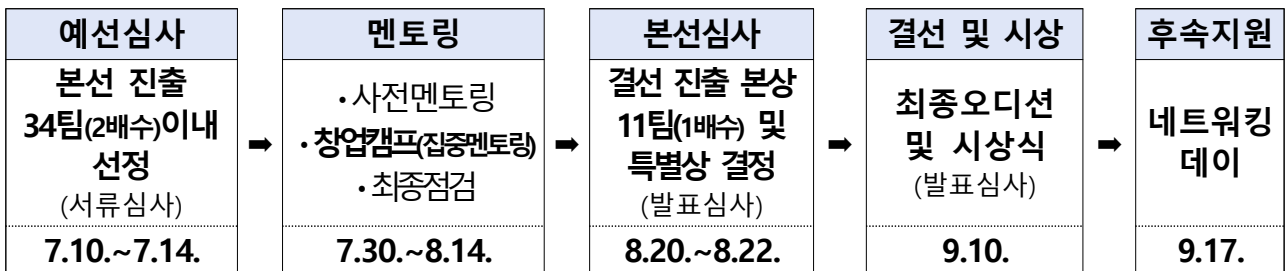 예선심사
본선 진출
34팀(2배수)이내
선정
(서류심사)
7.10.~7.14.
➡
멘토링
·사전멘토링
·창업캠프(집중멘토링)
·최종점검
7.30.~8.14.
➡
본선심사
결선 진출 본상
11팀(1배수) 및
특별상 결정
(발표심사)
8.20.~8.22.
➡
결선 및 시상
최종오디션
및 시상식
(발표심사)
9.10.
➡
후속지원
네트워킹
데이
9.17.